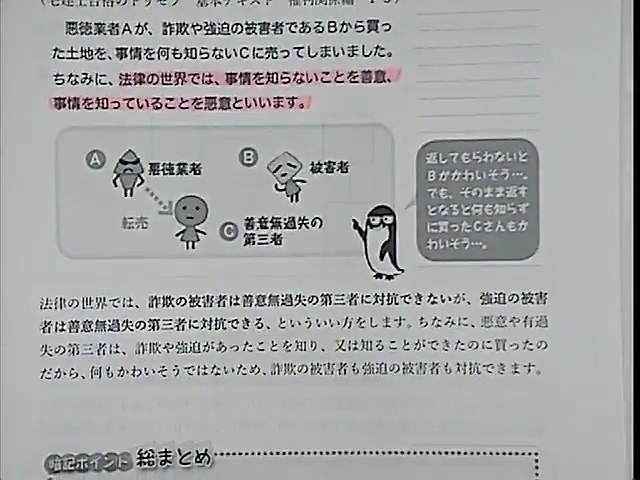 悪徳業者Aが、詐欺や強迫の被害者であるBから買っ
た土地を、事情を何も知らないCに売ってしまいました。
ちなみに、法律の世界では、事情を知らないことを善意、
事情を知っていることを悪意といいます。
A 悪徳業者
B 被害者
転売
C 善意無過失の
第三者
返してもらわないと
Bがかわいそう…。
でも、そのまま返す
となると何も知らず
に買ったCさんもか
わいそう…。
法律の世界では、詐欺の被害者は善意無過失の第三者に対抗できないが、強迫の被害
者は善意無過失の第三者に対抗できる、といういい方をします。ちなみに、悪意や有過
失の第三者は、詐欺や強迫があったことを知り、又は知ることができたのに買ったの
だから、何もかわいそうではないため、詐欺の被害者も強迫の被害者も対抗できます。
暗記ポイント 総まとめ